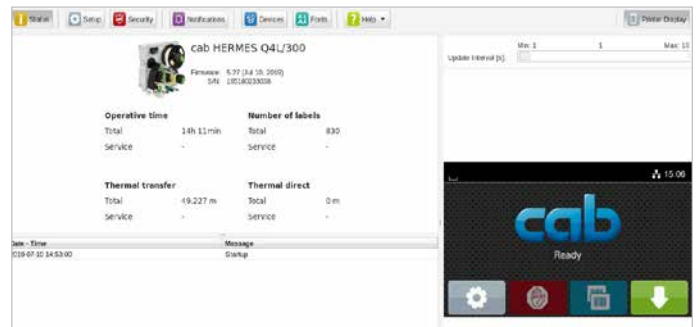 Status Setup Security Notifications Devices Fonts Help Printer Display
cab HERMES Q4L/300
Firmware: 5.27 (Jul 10, 2019)
S/N:
Update Interval [s]: Min: 1 1 Max: 10
Operative time Number of labels
Total 14h 11min Total 830
Service - Service -
Thermal transfer Thermal direct
Total 49.227 m Total 0 m
Service - Service -
Date - Time Message
2019-07-10 14:53:00 Startup
15:06
cab
Ready